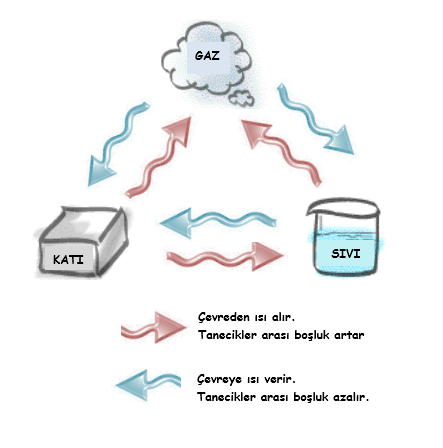 GAZ
KATI
SIVI
Çevreden ısı alır.
Tanecikler arası boşluk artar
Çevreye ısı verir.
Tanecikler arası boşluk azalır.